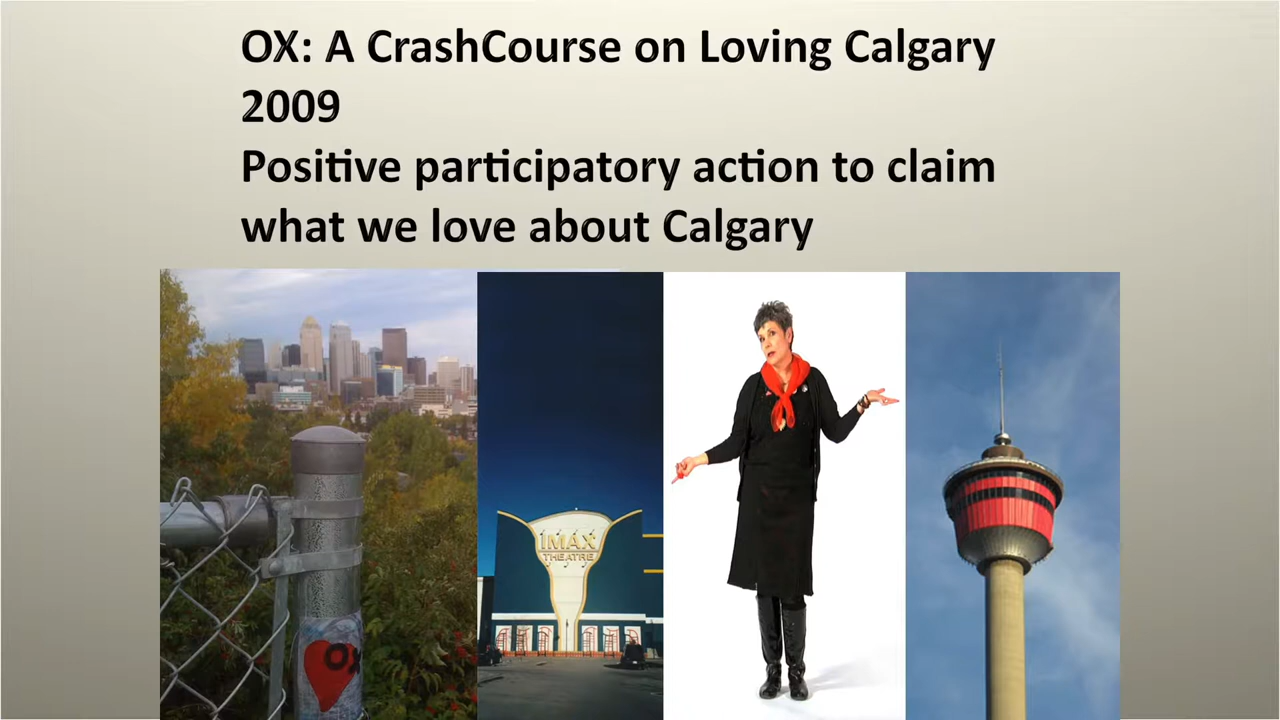 OX: A CrashCourse on Loving Calgary
2009
Positive participatory action to claim
what we love about Calgary
IMAX
THEATRE
OX